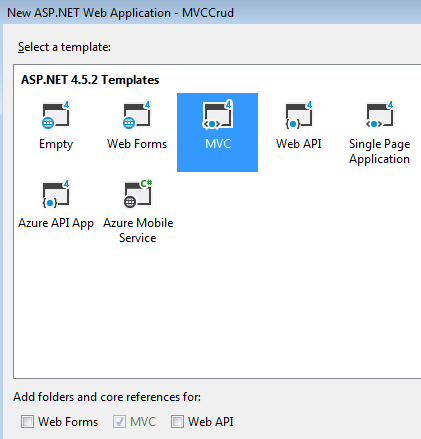 New ASP.NET Web Application - MVCCrud
Select a template:
ASP.NET 4.5.2 Templates
4 4 4 4 4
Empty Web Forms MVC Web API Single Page
Application
4 C#
Azure API App Azure Mobile
Service
Add folders and core references for:
Web Forms MVC Web API